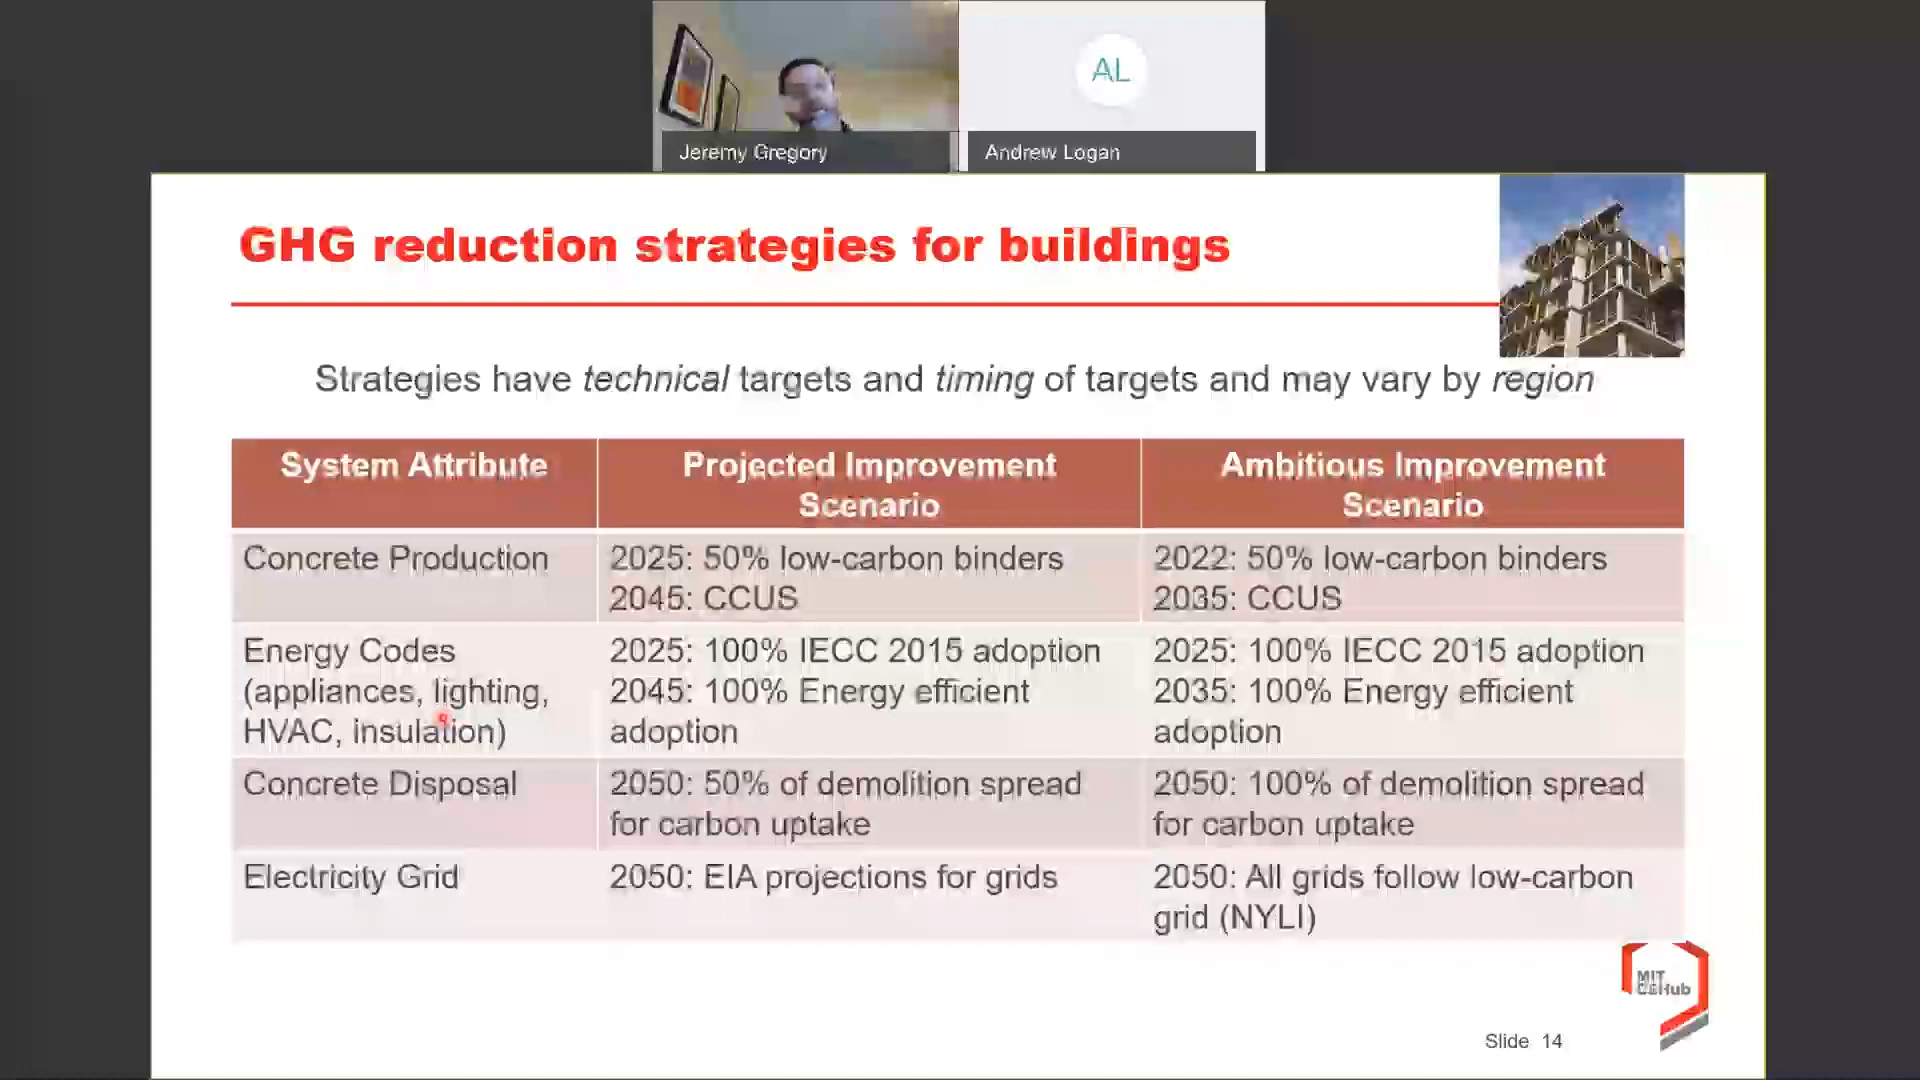 AL
Jeremy Gregory
Andrew Logan
GHG reduction strategies for buildings
Strategies have technical targets and timing of targets and may vary by region
System Attribute
Projected Improvement
Scenario
Ambitious Improvement
Scenario
Concrete Production
2025: 50% low-carbon binders
2045: CCUS
2022: 50% low-carbon binders
2035: CCUS
Energy Codes
(appliances, lighting,
HVAC, insulation)
2025: 100% IECC 2015 adoption
2045: 100% Energy efficient
adoption
2025: 100% IECC 2015 adoption
2035: 100% Energy efficient
adoption
Concrete Disposal
2050: 50% of demolition spread
for carbon uptake
2050: 100% of demolition spread
for carbon uptake
Electricity Grid
2050: EIA projections for grids
2050: All grids follow low-carbon
grid (NYLI)
MIT
CSHub
Slide 14